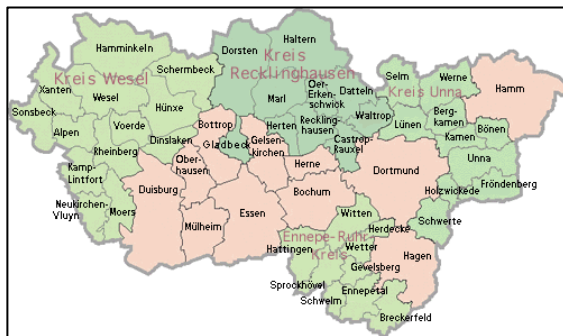 Hamminkeln
Haltern
Dorsten
Kreis
Recklinghausen
Schermbeck
Kreis Wesel
Xanten
Wesel
Hünxe
Sonsbeck
Alpen
Voerde
Rheinberg
Dinslaken
Kamp-
Lintfort
Neukirchen-
Vluyn
Moers
Marl
Oer-
Erken-
schwick
Datteln
Reckling-
hausen
Waltrop
Herten
Castrop-
Rauxel
Bottrop
Gladbeck
Gelsen-
kirchen
Ober-
hausen
Herne
Duisburg
Essen
Bochum
Mülheim
Dortmund
Selm
Werne
Hamm
Kreis Unna
Berg-
kamen
Lünen
Kamen
Bönen
Unna
Fröndenberg
Holzwickede
Schwerte
Witten
Herdecke
Hattingen
Ennepe-Ruhr-
Kreis
Wetter
Hagen
Gevelsberg
Sprockhövel
Ennepetal
Schwelm
Breckerfeld